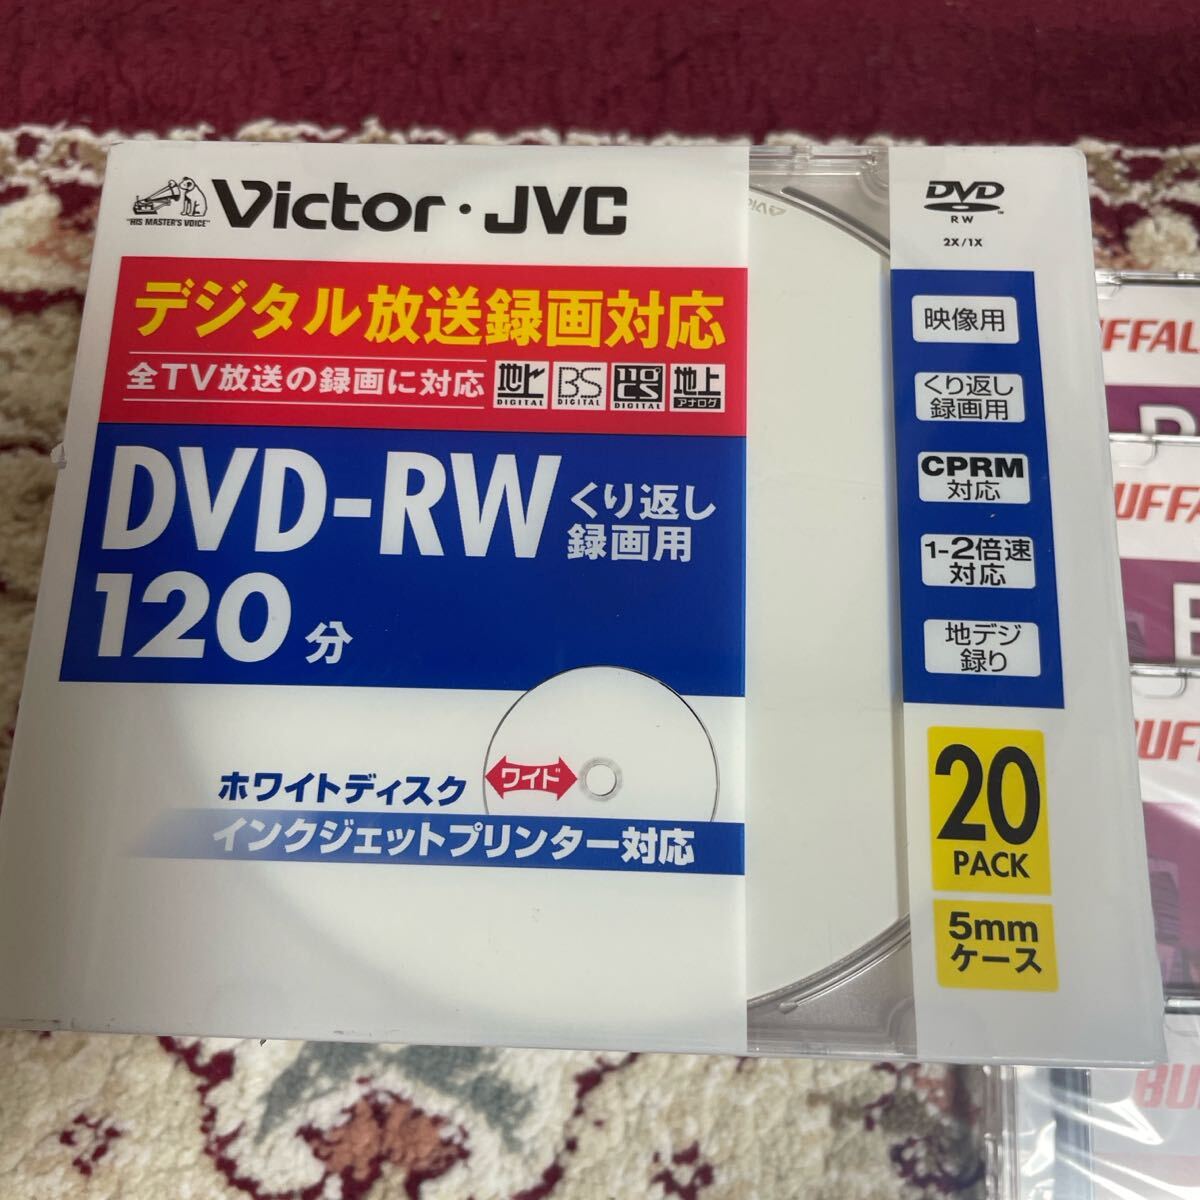 "HIS MASTER'S VOICE"
Victor・JVC
デジタル放送録画対応
全TV放送の録画に対応
地上 DIGITAL
BS DIGITAL
110 CS DIGITAL
地上 アナログ
DVD-RW
くり返し
録画用
120分
ワイド
ホワイトディスク
インクジェットプリンター対応
DVD
RW
TM
2X/1X
映像用
くり返し
録画用
CPRM
対応
1-2倍速
対応
地デジ
録り
20
PACK
5mm
ケース